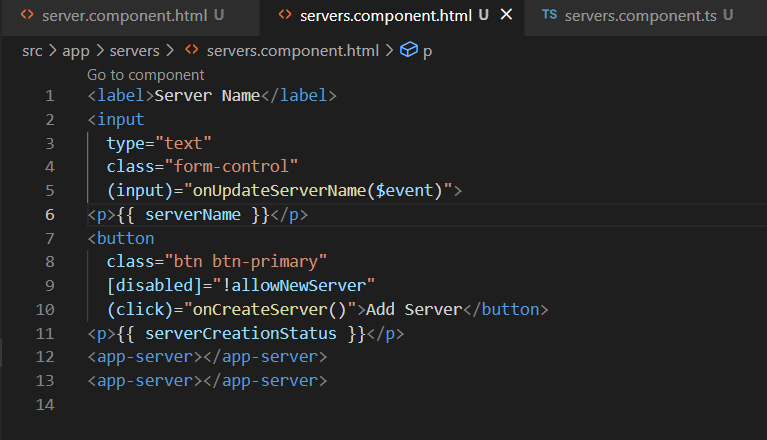 server.component.html U
servers.component.html U
TS servers.component.ts U
src > app > servers > servers.component.html > p
Go to component
1 <label>Server Name</label>
2 <input
3   type="text"
4   class="form-control"
5   (input)="onUpdateServerName($event)">
6 <p>{{ serverName }}</p>
7 <button
8   class="btn btn-primary"
9   [disabled]="!allowNewServer"
10   (click)="onCreateServer()">Add Server</button>
11 <p>{{ serverCreationStatus }}</p>
12 <app-server></app-server>
13 <app-server></app-server>
14